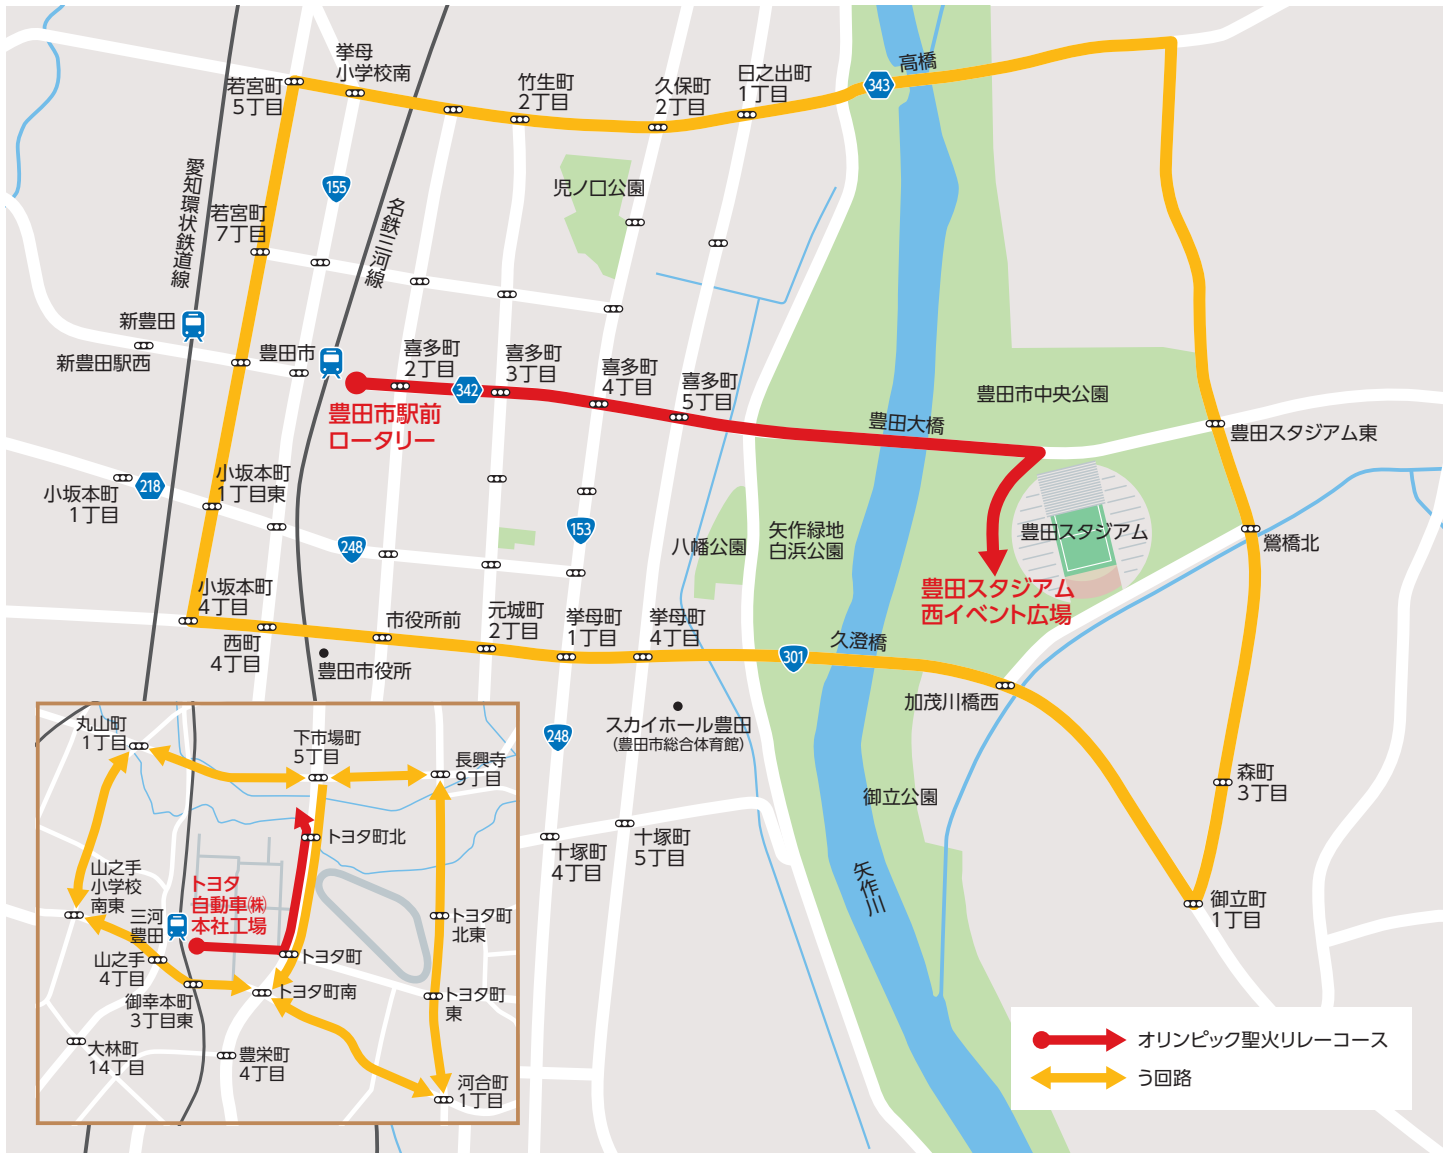 挙母
小学校南
若宮町
5丁目
竹生町
2丁目
久保町
2丁目
日之出町
1丁目
343
高橋
愛知環状鉄道線
155
名鉄三河線
児ノ口公園
若宮町
7丁目
新豊田
新豊田駅西
豊田市
喜多町
2丁目
342
喜多町
3丁目
喜多町
4丁目
喜多町
5丁目
豊田市駅前
ロータリー
豊田大橋
豊田市中央公園
豊田スタジアム東
小坂本町
1丁目
218
小坂本町
1丁目東
248
153
八幡公園
矢作緑地
白浜公園
豊田スタジアム
鶯橋北
豊田スタジアム
西イベント広場
小坂本町
4丁目
西町
4丁目
市役所前
豊田市役所
元城町
2丁目
挙母町
1丁目
挙母町
4丁目
301
久澄橋
加茂川橋西
スカイホール豊田
(豊田市総合体育館)
248
御立公園
森町
3丁目
十塚町
4丁目
十塚町
5丁目
矢作川
御立町
1丁目
丸山町
1丁目
下市場町
5丁目
長興寺
9丁目
トヨタ町北
山之手
小学校
南東
トヨタ
自動車㈱
本社工場
三河
豊田
トヨタ町
北東
山之手
4丁目
トヨタ町
御幸本町
3丁目東
トヨタ町南
トヨタ町
東
大林町
14丁目
豊栄町
4丁目
河合町
1丁目
オリンピック聖火リレーコース
う回路